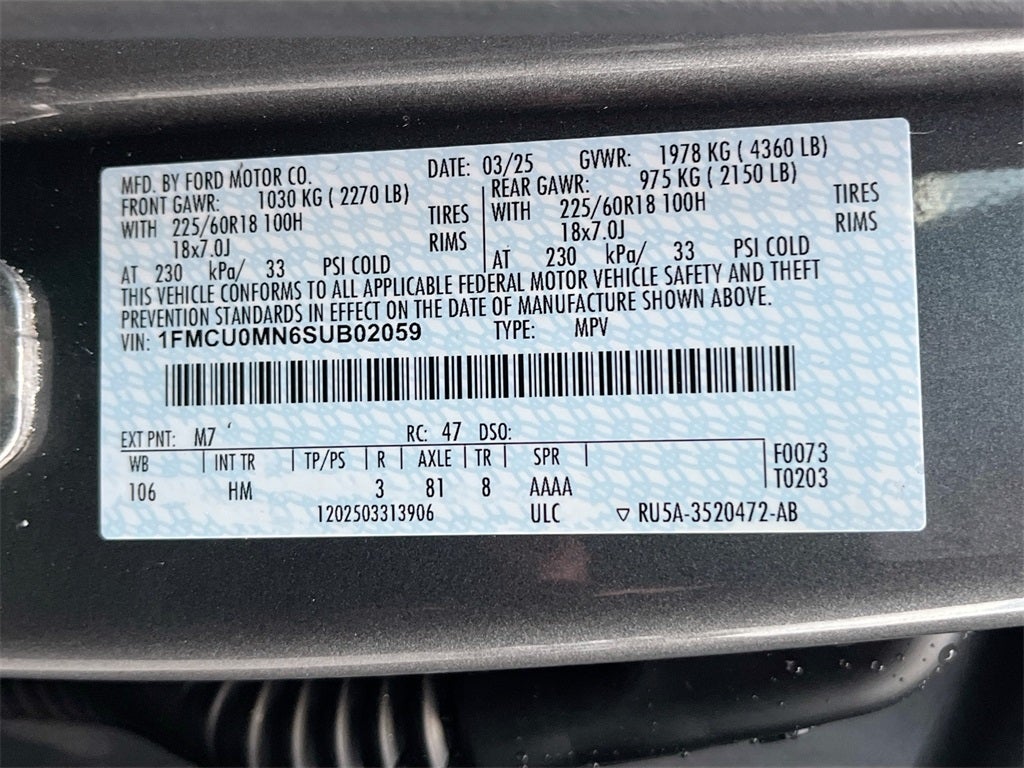 MFD. BY FORD MOTOR CO. DATE: 03/25 GVWR: 1978 KG ( 4360 LB)
FRONT GAWR: 1030 KG ( 2270 LB) REAR GAWR: 975 KG ( 2150 LB)
WITH 225/60R18 100H TIRES WITH 225/60R18 100H TIRES
18x7.0J RIMS 18x7.0J RIMS
AT 230 kPa/ 33 PSI COLD AT 230 kPa/ 33 PSI COLD
THIS VEHICLE CONFORMS TO ALL APPLICABLE FEDERAL MOTOR VEHICLE SAFETY AND THEFT
PREVENTION STANDARDS IN EFFECT ON THE DATE OF MANUFACTURE SHOWN ABOVE.
VIN: 1FMCU0MN6SUB02059 TYPE: MPV
EXT PNT: M7 RC: 47 DSO:
WB INT TR TP/PS R AXLE TR SPR F0073
106 HM 3 81 8 AAAA T0203
1202503313906 ULC ▽ RU5A-3520472-AB